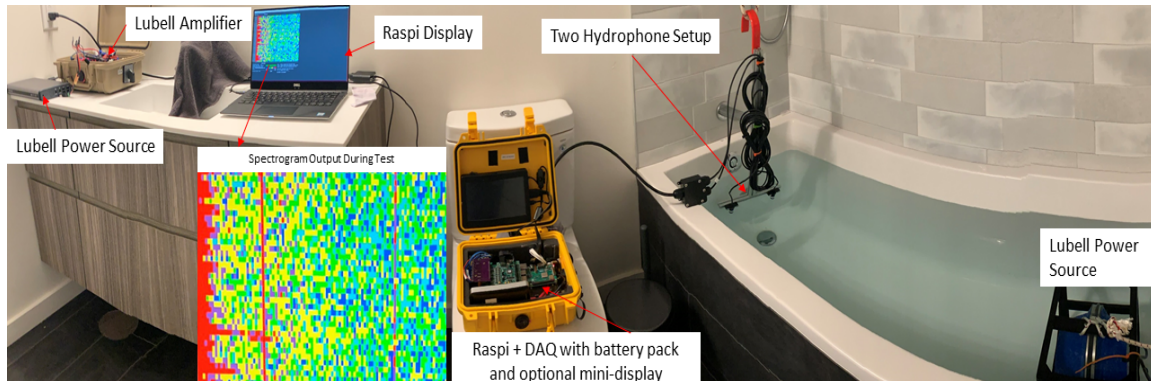 Lubell Amplifier
Raspi Display
Two Hydrophone Setup
Lubell Power Source
Spectrogram Output During Test
Lubell Power
Source
Raspi + DAQ with battery pack
and optional mini-display